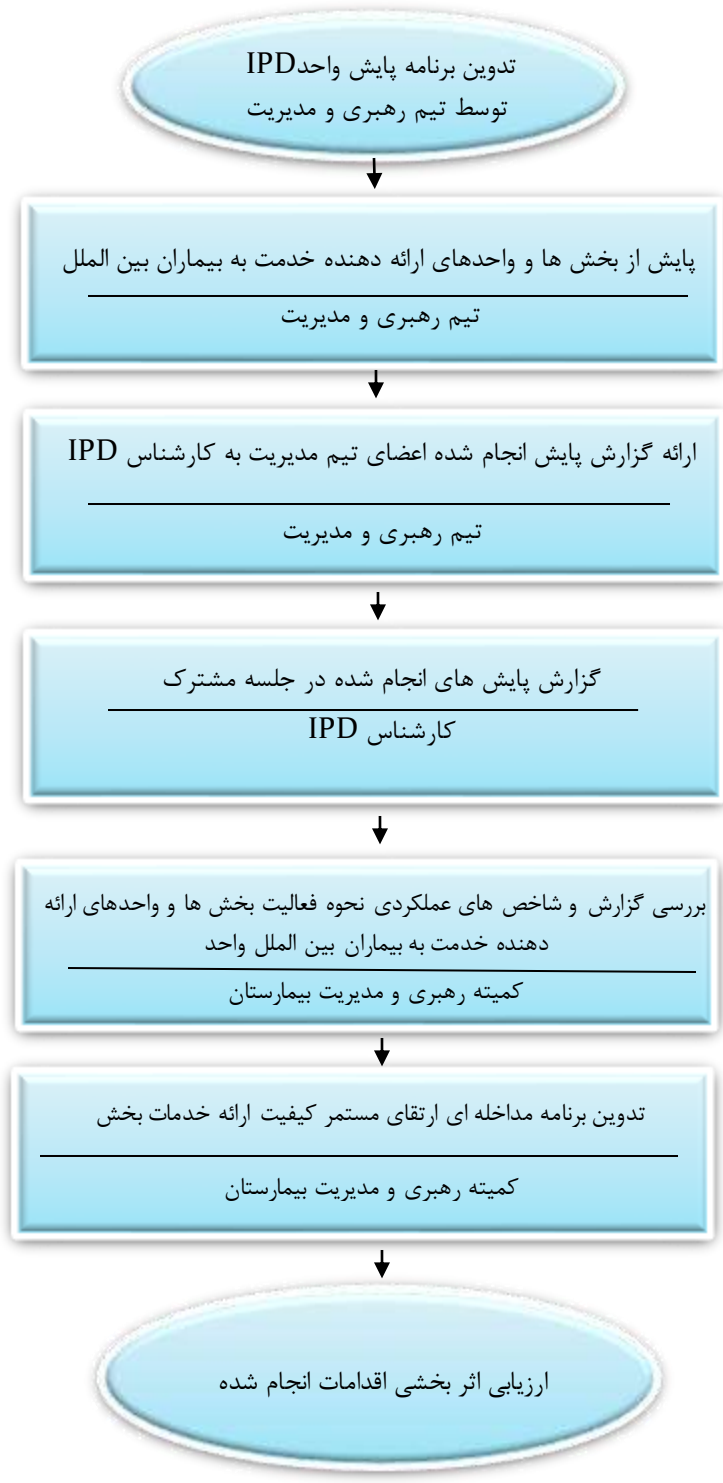 تدوین برنامه پایش واحدIPD
توسط تیم رهبری و مدیریت
پایش از بخش ها و واحدهای ارائه دهنده خدمت به بیماران بین الملل
تیم رهبری و مدیریت
ارائه گزارش پایش انجام شده اعضای تیم مدیریت به کارشناس IPD
تیم رهبری و مدیریت
گزارش پایش های انجام شده در جلسه مشترک
کارشناس IPD
بررسی گزارش و شاخص های عملکردی نحوه فعالیت بخش ها و واحدهای ارائه
دهنده خدمت به بیماران بین الملل واحد
کمیته رهبری و مدیریت بیمارستان
تدوین برنامه مداخله ای ارتقای مستمر کیفیت ارائه خدمات بخش
کمیته رهبری و مدیریت بیمارستان
ارزیابی اثر بخشی اقدامات انجام شده